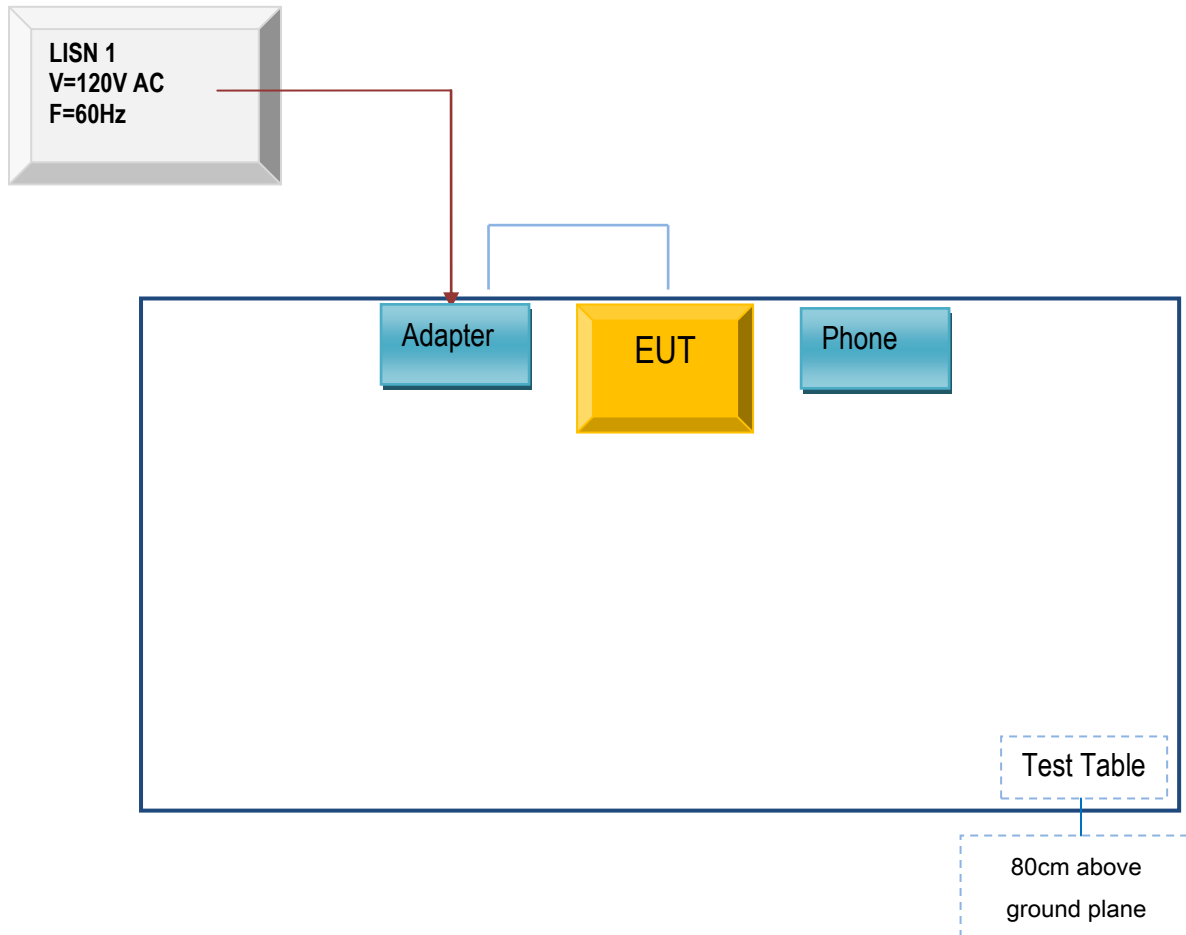 LISN 1
V=120V AC
F=60Hz
Adapter
EUT
Phone
Test Table
80cm above
ground plane